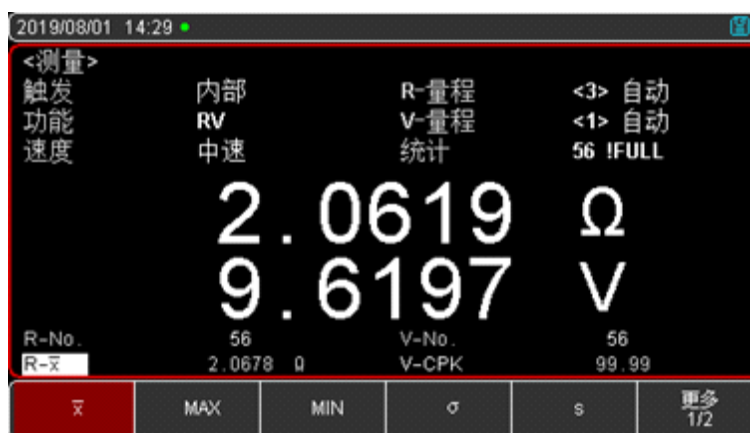 2019/08/01 14:29
<测量>
触发 内部 R-量程 <3> 自动
功能 RV V-量程 <1> 自动
速度 中速 统计 56 !FULL
2.0619 Ω
9.6197 V
R-No. 56 V-No. 56
R-x̅ 2.0678 Ω V-CPK 99.99
x̅ MAX MIN σ s 更多
1/2